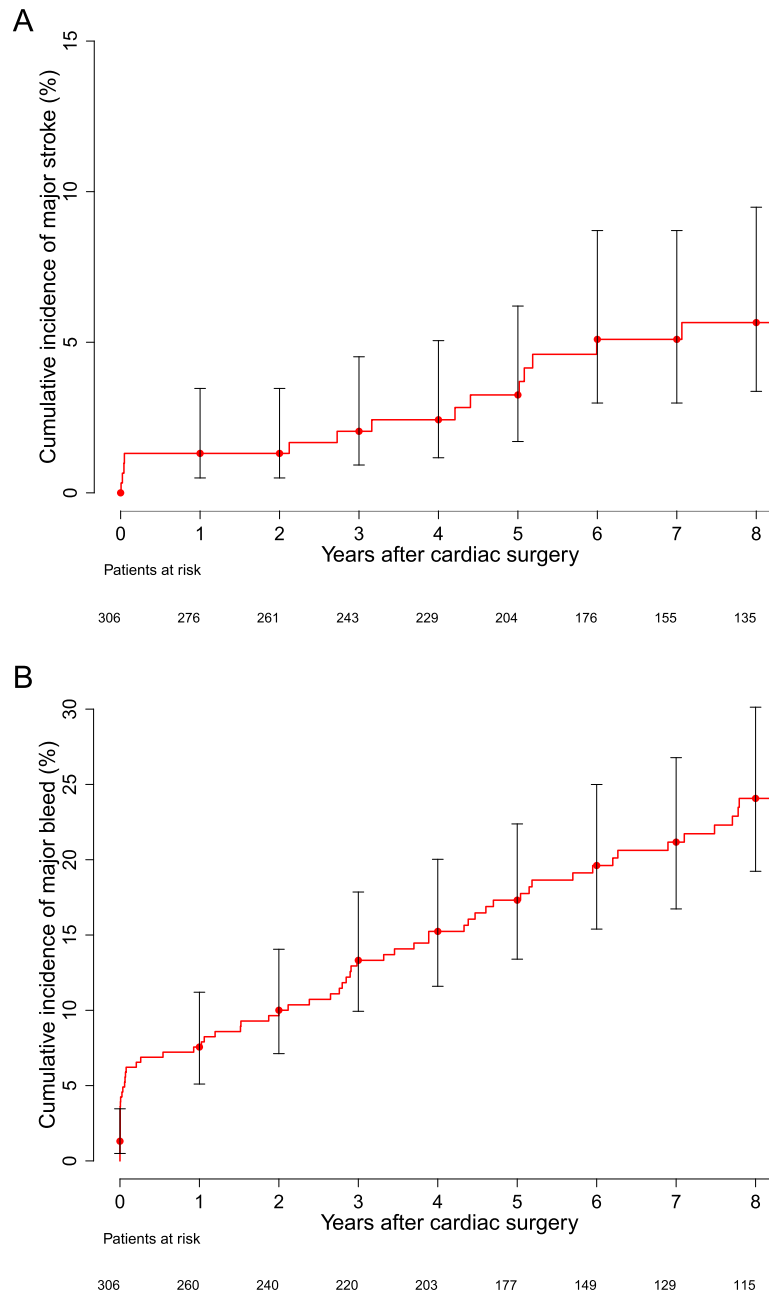 A
Cumulative incidence of major stroke (%)
15
10
5
0
0 1 2 3 4 5 6 7 8
Years after cardiac surgery
Patients at risk
306 276 261 243 229 204 176 155 135
B
Cumulative incidence of major bleed (%)
30
25
20
15
10
5
0
0 1 2 3 4 5 6 7 8
Years after cardiac surgery
Patients at risk
306 260 240 220 203 177 149 129 115